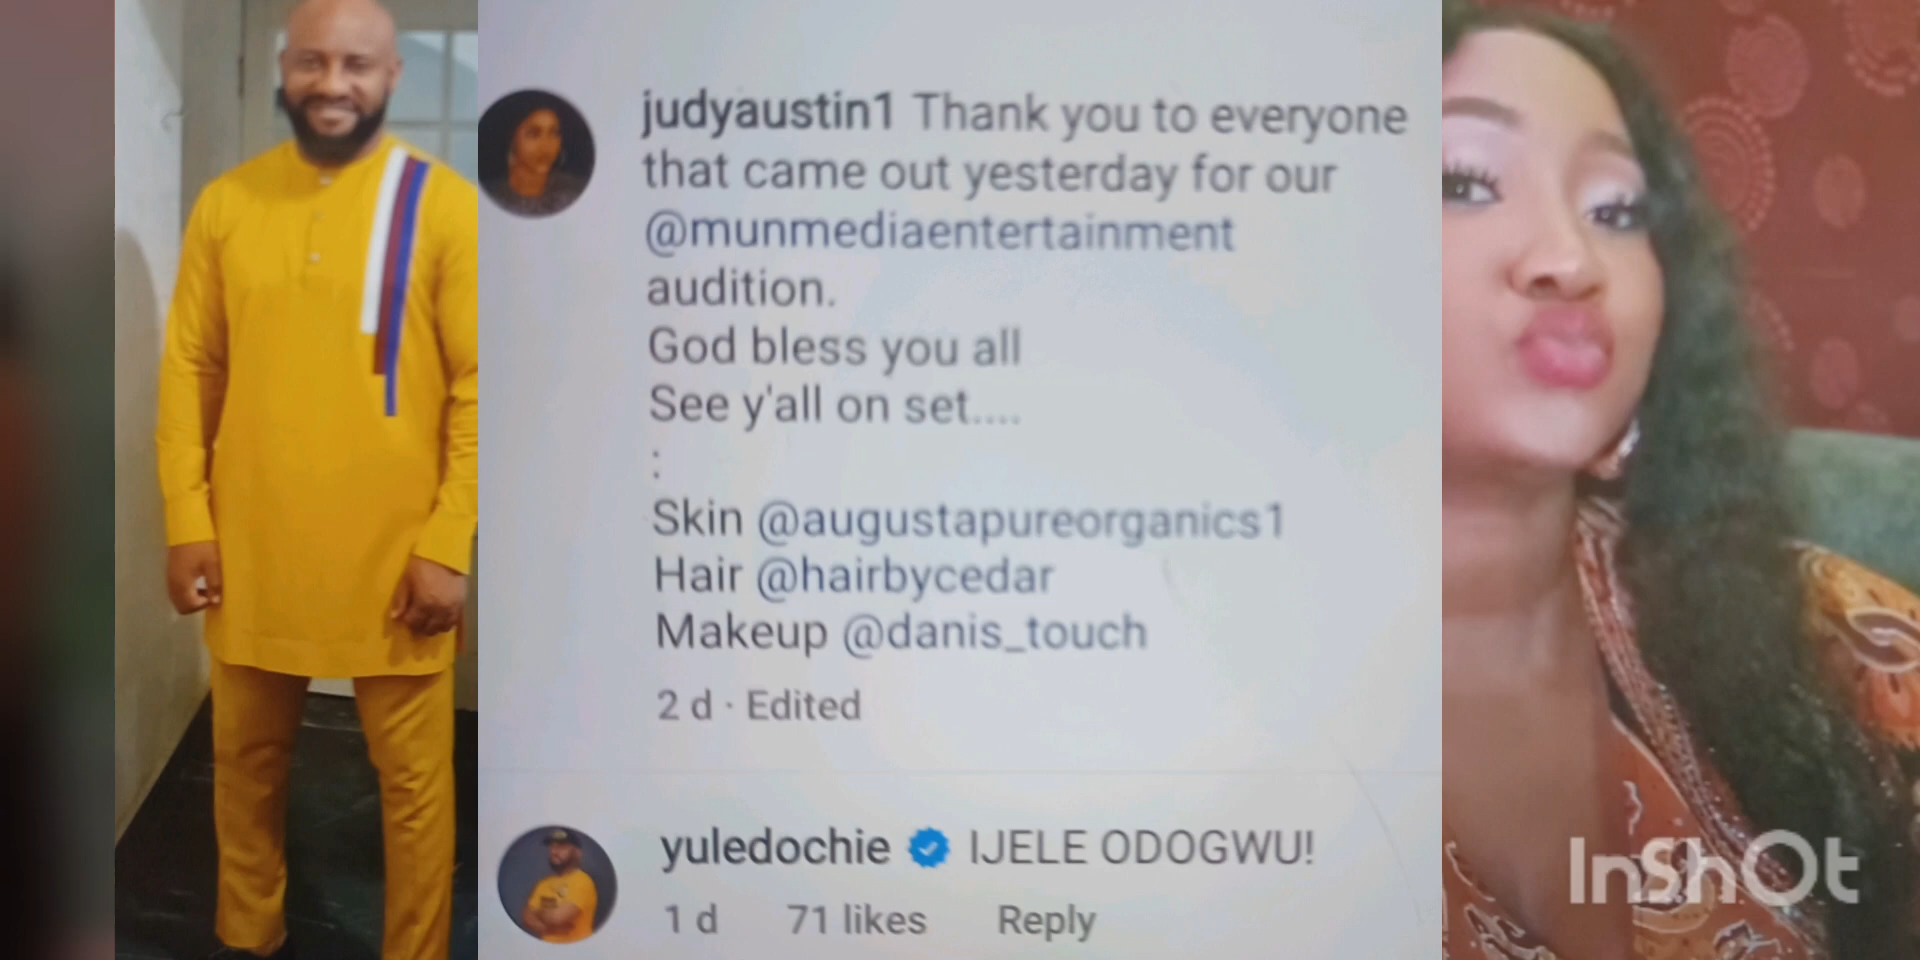 judyaustin1 Thank you to everyone
that came out yesterday for our
@munmediaentertainment
audition.
God bless you all
See y'all on set....
:
Skin @augustapureorganics1
Hair @hairbycedar
Makeup @danis_touch
2 d · Edited
yuledochie IJELE ODOGWU!
1 d 71 likes Reply
InShOt